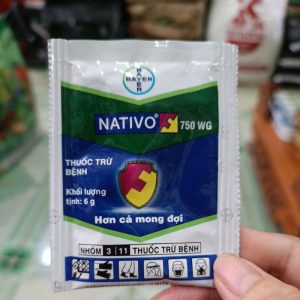 BAYER
BAYER
NATIVO 750 WG
THUỐC TRỪ
BỆNH
Khối lượng
tịnh: 6 g
Hơn cả mong đợi
NHÓM 3 11 THUỐC TRỪ BỆNH